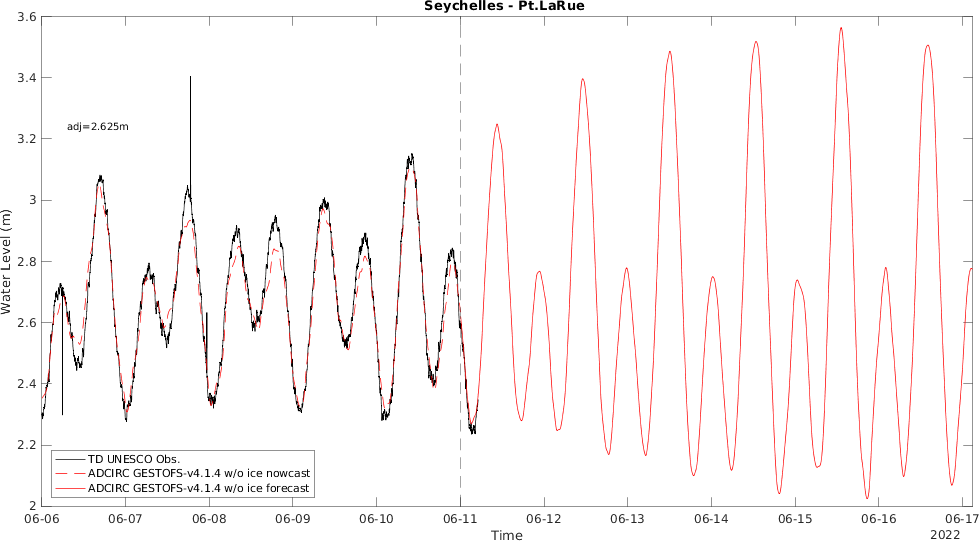 Seychelles - Pt.LaRue
3.6
3.4
3.2
3
2.8
2.6
2.4
2.2
2
Water Level (m)
adj=2.625m
TD UNESCO Obs.
ADCIRC GESTOFS-v4.1.4 w/o ice nowcast
ADCIRC GESTOFS-v4.1.4 w/o ice forecast
06-06 06-07 06-08 06-09 06-10 06-11 06-12 06-13 06-14 06-15 06-16 06-17
Time
2022